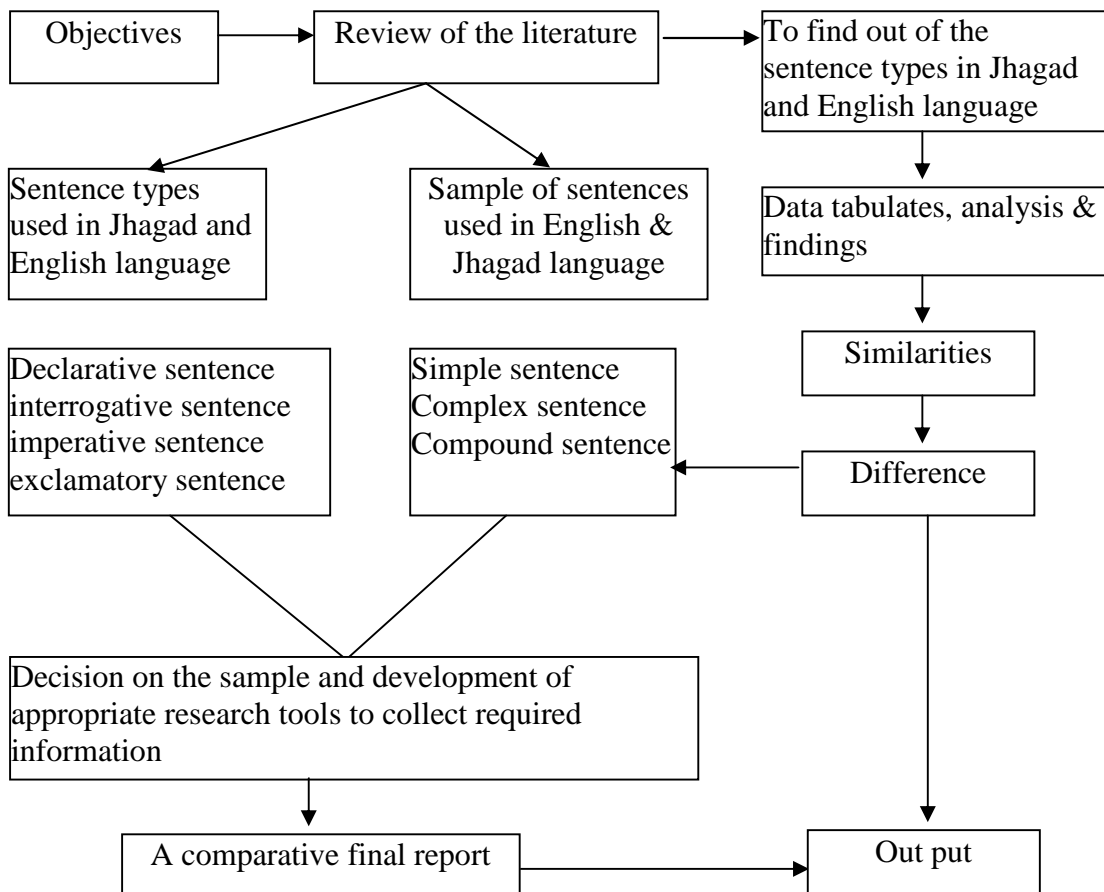 Objectives
Review of the literature
To find out of the
sentence types in Jhagad
and English language
Sentence types
used in Jhagad and
English language
Sample of sentences
used in English &
Jhagad language
Data tabulates, analysis &
findings
Similarities
Declarative sentence
interrogative sentence
imperative sentence
exclamatory sentence
Simple sentence
Complex sentence
Compound sentence
Difference
Decision on the sample and development of
appropriate research tools to collect required
information
A comparative final report
Out put